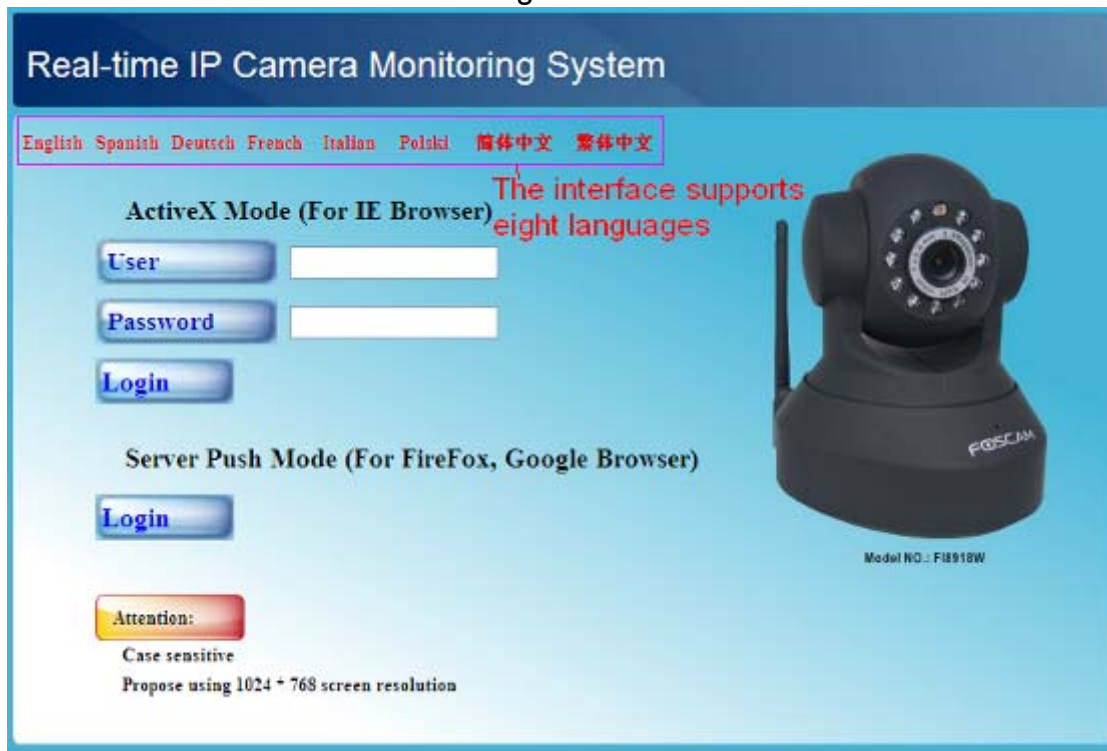 Real-time IP Camera Monitoring System
English Spanish Deutsch French Italian Polski 简体中文 繁体中文
The interface supports
eight languages
ActiveX Mode (For IE Browser)
User
Password
Login
Server Push Mode (For FireFox, Google Browser)
Login
FOSCAM
Model NO.: FI8918W
Attention:
Case sensitive
Propose using 1024 * 768 screen resolution